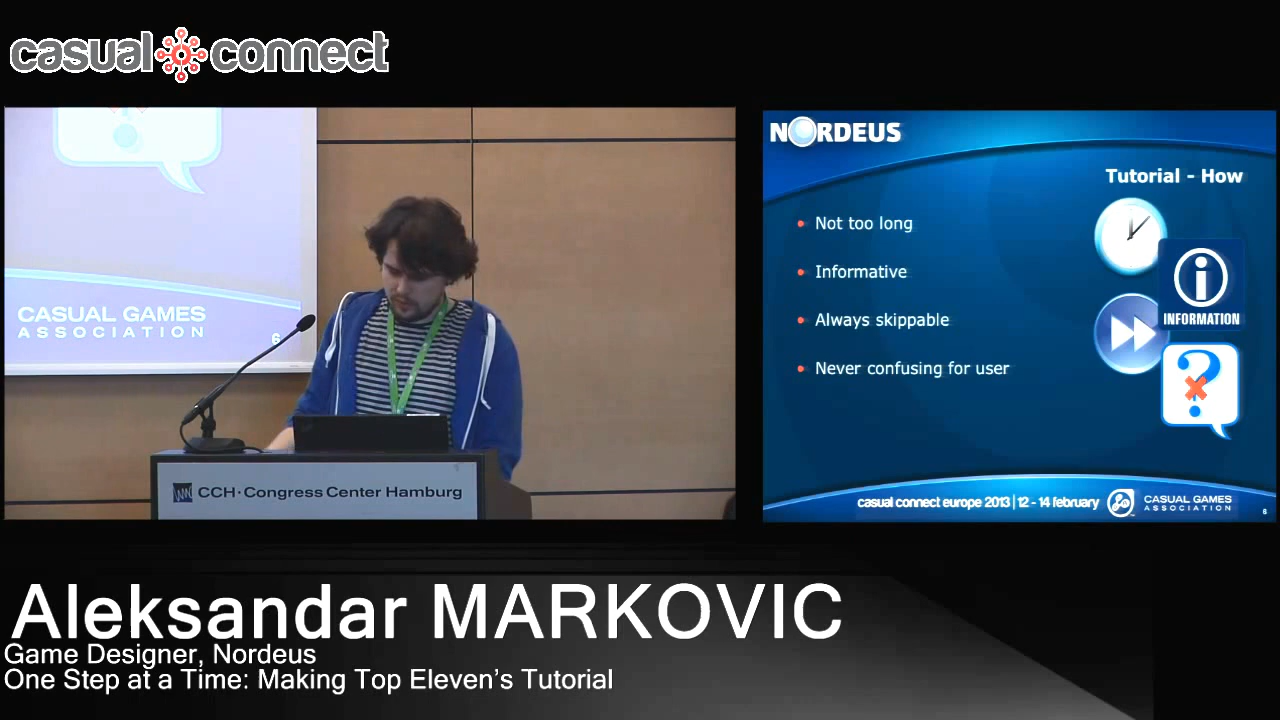 casual connect
CASUAL GAMES
ASSOCIATION
6
CCH·Congress Center Hamburg
NORDEUS
Tutorial - How
Not too long
Informative
Always skippable
Never confusing for user
INFORMATION
casual connect europe 2013 | 12 - 14 february
CASUAL GAMES
ASSOCIATION
6
Aleksandar MARKOVIC
Game Designer, Nordeus
One Step at a Time: Making Top Eleven’s Tutorial